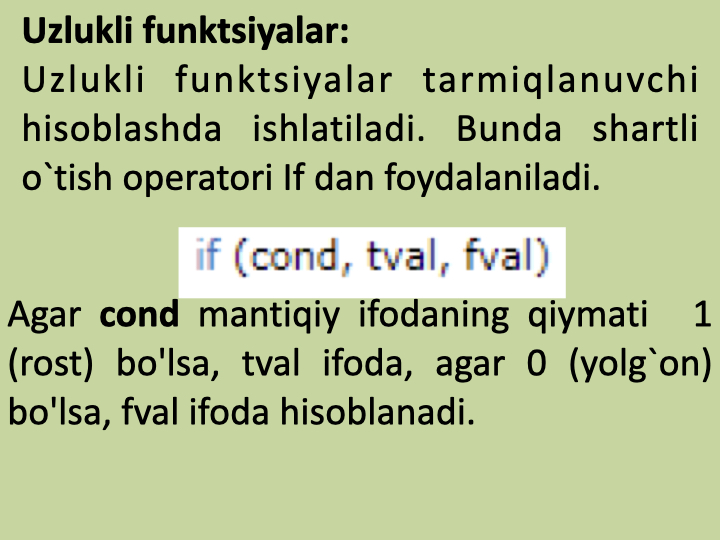 Uzlukli funktsiyalar:
Uzlukli funktsiyalar tarmiqlanuvchi
hisoblashda ishlatiladi. Bunda shartli
o`tish operatori If dan foydalaniladi.
if (cond, tval, fval)
Agar cond mantiqiy ifodaning qiymati 1
(rost) bo'lsa, tval ifoda, agar 0 (yolg`on)
bo'lsa, fval ifoda hisoblanadi.